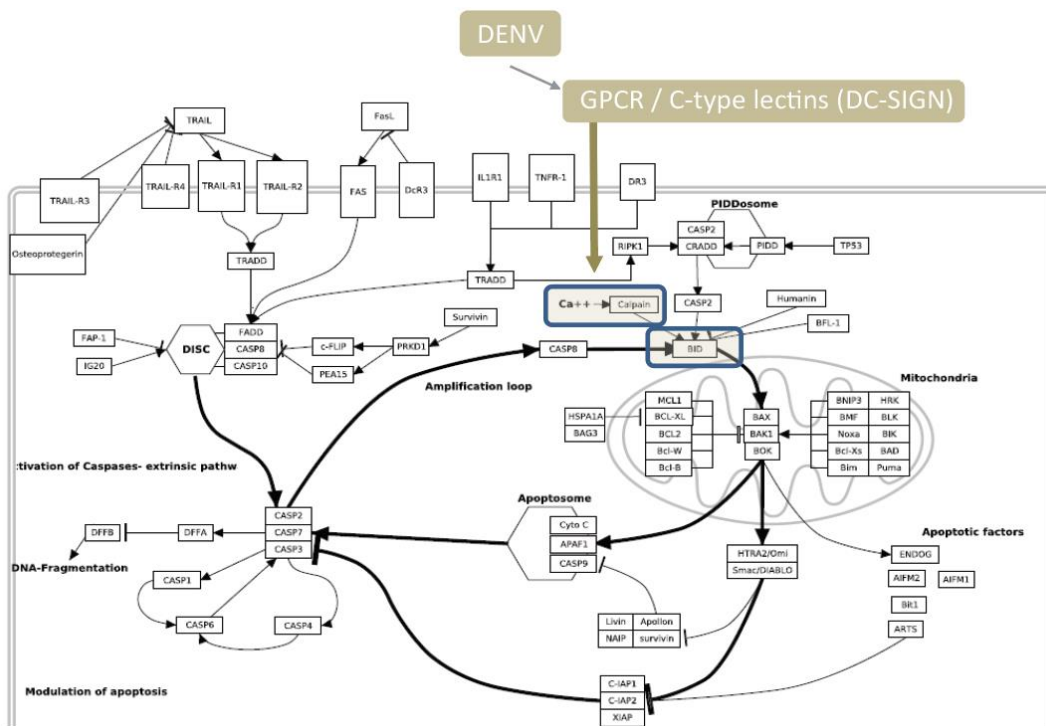 DENV
GPCR / C-type lectins (DC-SIGN)
TRAIL
FasL
TRAIL-R3
TRAIL-R4
TRAIL-R1
TRAIL-R2
FAS
DcR3
IL1R1
TNFR-1
DR3
Osteoprotegerin
TRADD
TRADD
RIPK1
PIDDosome
CASP2
CRADD
PIDD
TP53
CASP2
Ca++
Calpain
Humanin
BFL-1
BID
FAP-1
IG20
DISC
FADD
CASP8
CASP10
c-FLIP
PEA15
PRKD1
Survivin
CASP8
Amplification loop
Mitochondria
HSPA1A
BAG3
MCL1
BCL-XL
BCL2
Bcl-W
Bcl-B
BAX
BAK1
BOK
BNIP3 HRK
BMF BLK
Noxa BIK
Bcl-Xs BAD
Bim Puma
tivation of Caspases- extrinsic pathw
CASP2
CASP7
CASP3
DFFB
DFFA
DNA-Fragmentation
CASP1
CASP6
CASP4
Apoptosome
Cyto C
APAF1
CASP9
HTRA2/Omi
Smac/DIABLO
Apoptotic factors
ENDOG
AIFM2
AIFM1
Bit1
ARTS
Livin Apollon
NAIP survivin
C-IAP1
C-IAP2
XIAP
Modulation of apoptosis